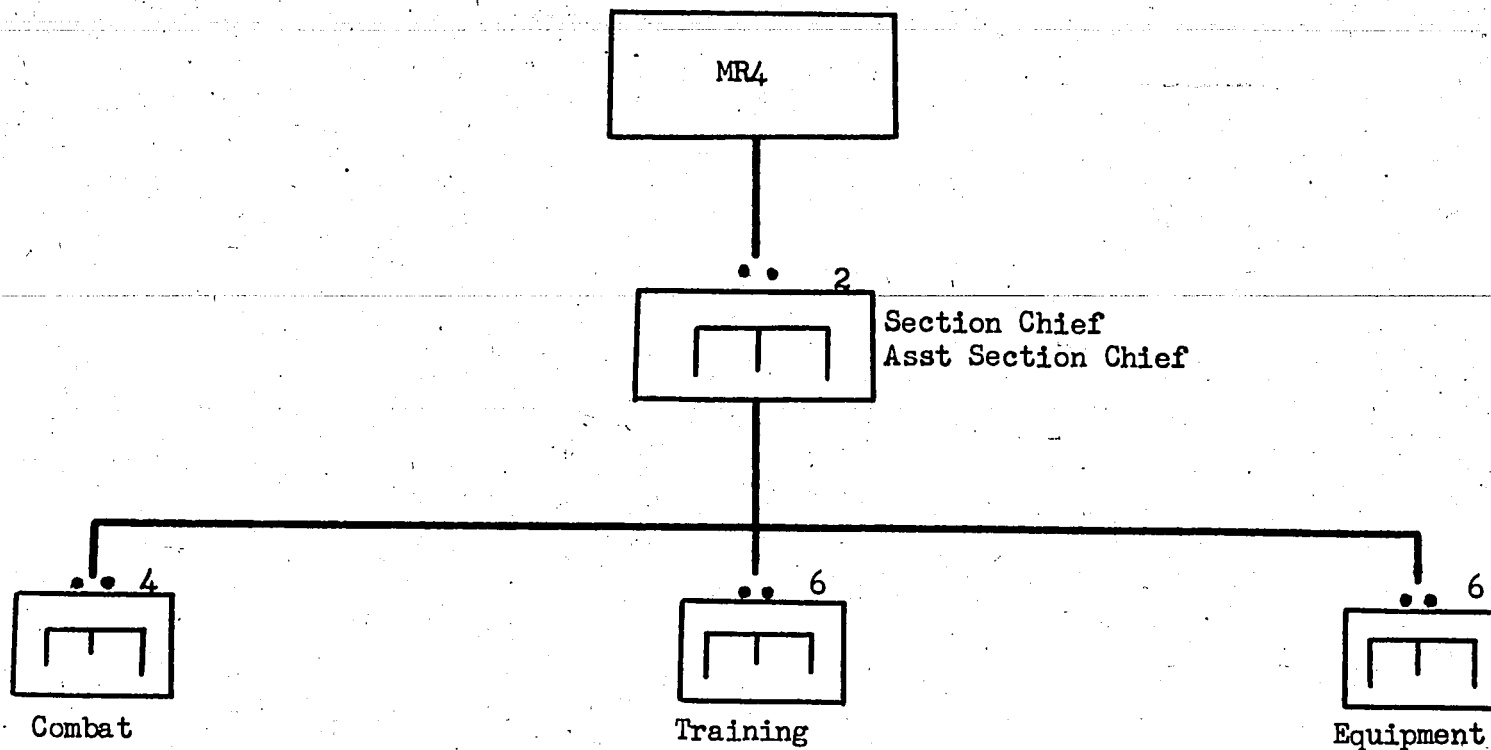 MR4
2
Section Chief
Asst Section Chief
4
6
6
Combat
Training
Equipment